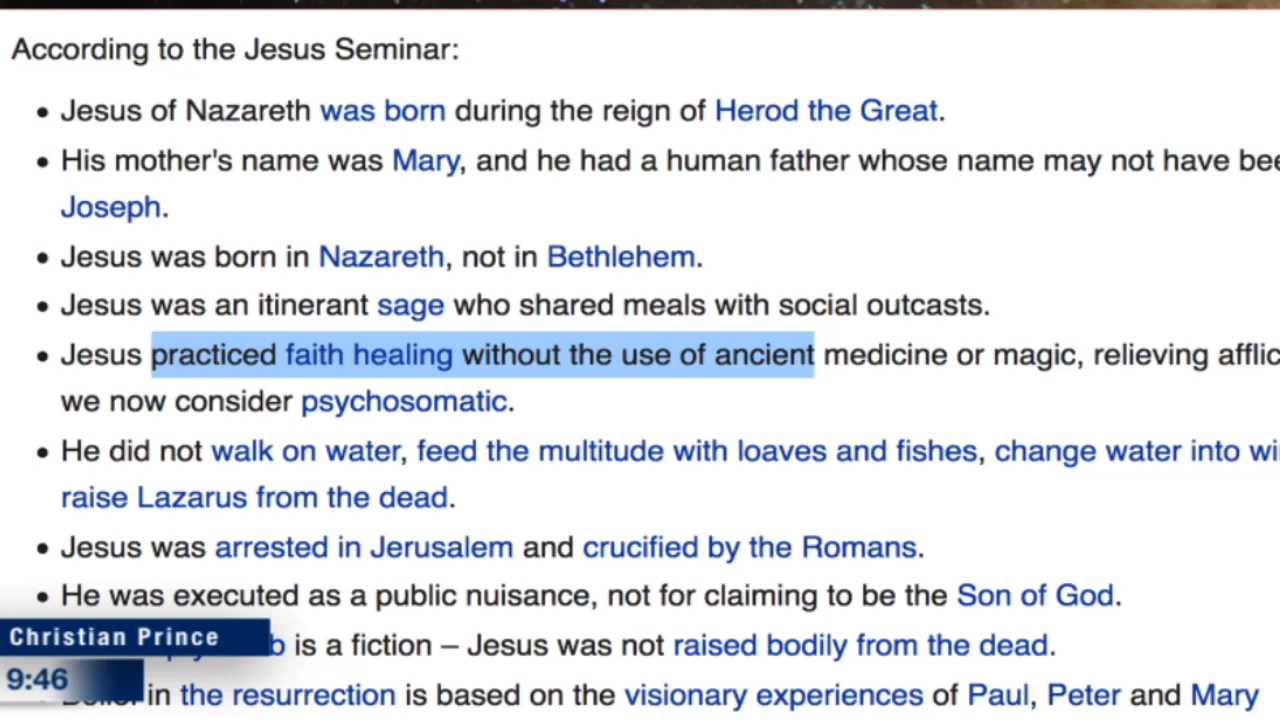 According to the Jesus Seminar:
• Jesus of Nazareth was born during the reign of Herod the Great.
• His mother's name was Mary, and he had a human father whose name may not have
Joseph.
• Jesus was born in Nazareth, not in Bethlehem.
• Jesus was an itinerant sage who shared meals with social outcasts.
• Jesus practiced faith healing without the use of ancient medicine or magic, relieving
we now consider psychosomatic.
• He did not walk on water, feed the multitude with loaves and fishes, change water into
raise Lazarus from the dead.
• Jesus was arrested in Jerusalem and crucified by the Romans.
• He was executed as a public nuisance, not for claiming to be the Son of God.
Christian Prince
is a fiction – Jesus was not raised bodily from the dead.
9:46
in the resurrection is based on the visionary experiences of Paul, Peter and Mary